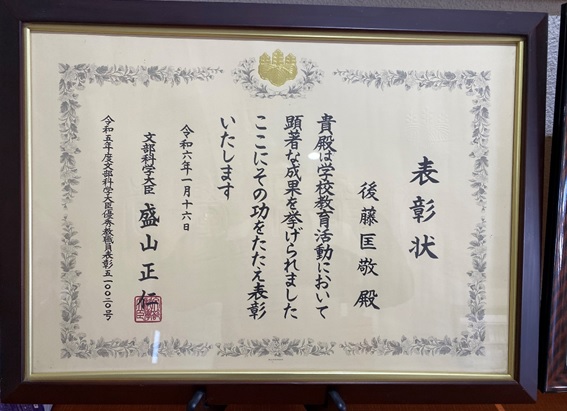 表彰状
後藤匡敬殿
貴殿は学校教育活動において
顕著な成果を挙げられました
ここにその功をたたえ表彰
いたします
令和六年一月十六日
文部科学大臣 盛山正仁
令和五年度文部科学大臣優秀教職員表彰五一〇〇二〇号